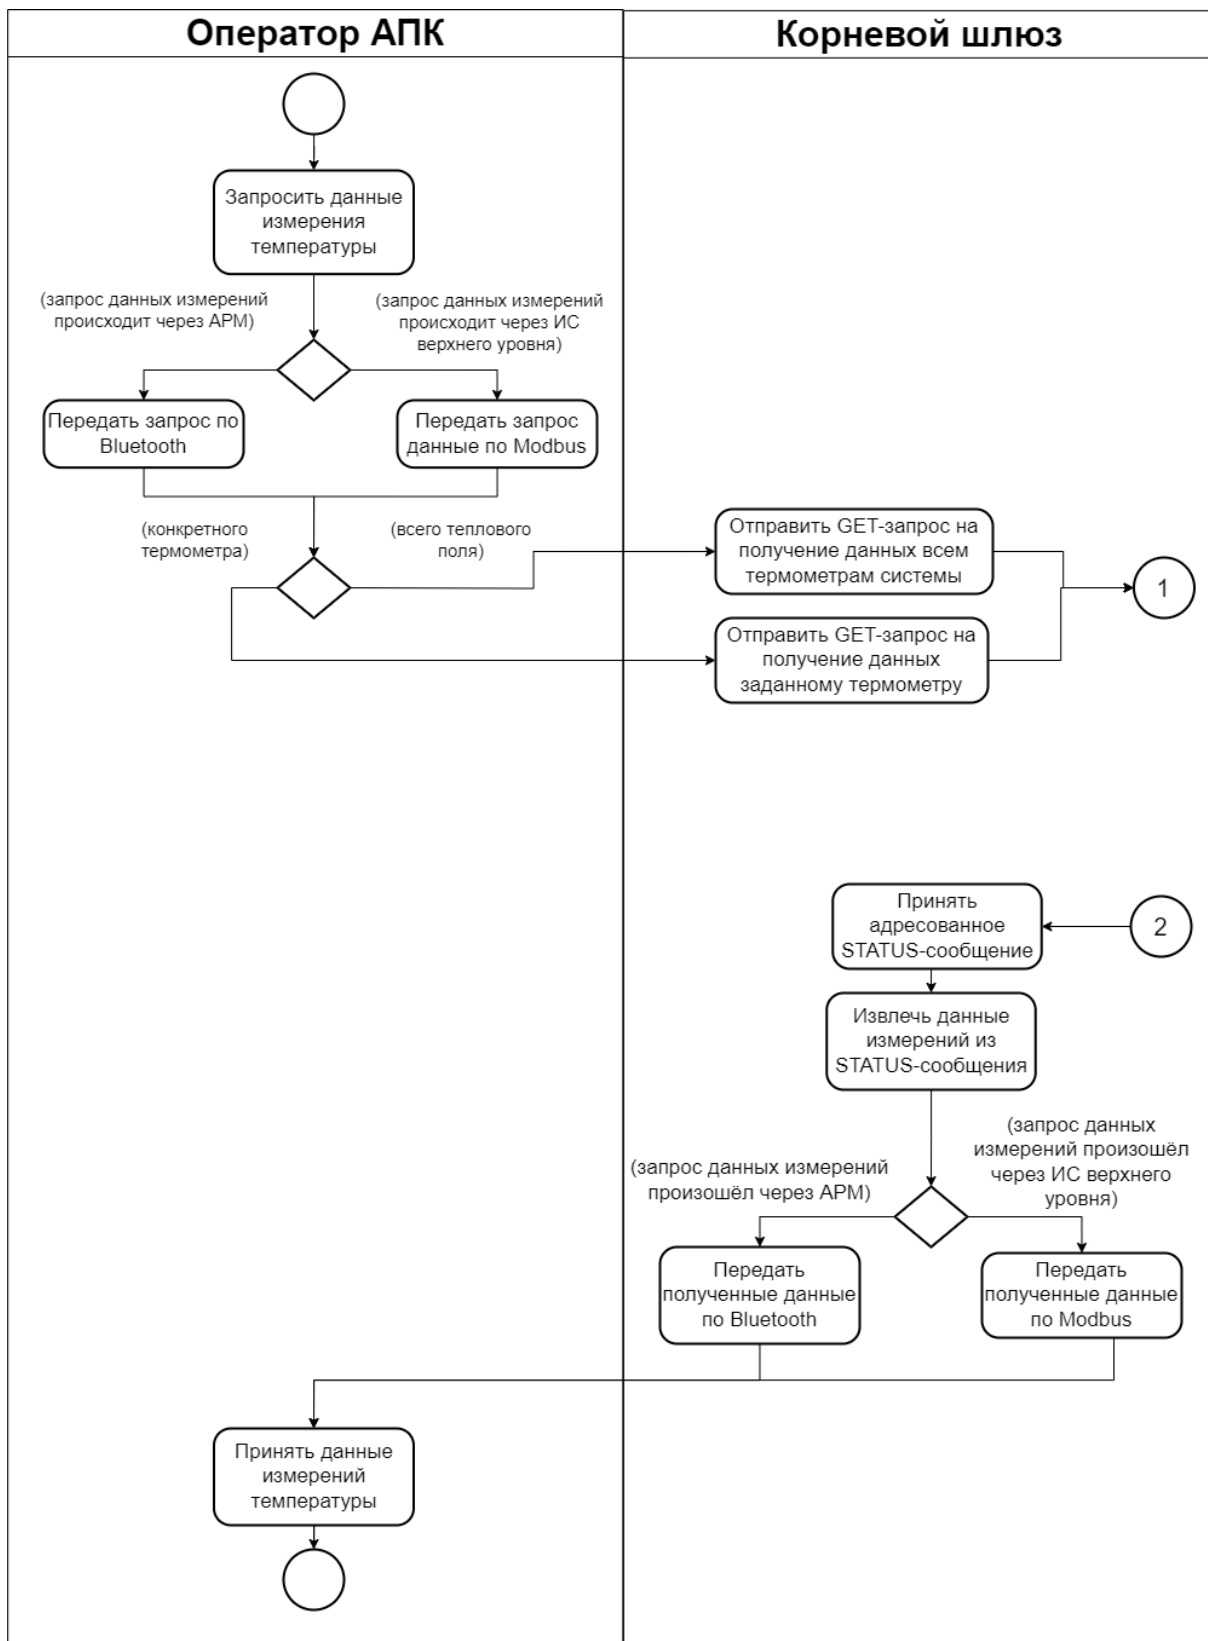 Оператор АПК
Корневой шлюз
Запросить данные
измерения
температуры
(запрос данных измерений
происходит через АРМ)
(запрос данных измерений
происходит через ИС
верхнего уровня)
Передать запрос по
Bluetooth
Передать запрос
данные по Modbus
(конкретного
термометра)
(всего теплового
поля)
Отправить GET-запрос на
получение данных всем
термометрам системы
1
Отправить GET-запрос на
получение данных
заданному термометру
Принять
адресованное
STATUS-сообщение
2
Извлечь данные
измерений из
STATUS-сообщения
(запрос данных измерений
произошёл через АРМ)
(запрос данных
измерений произошёл
через ИС верхнего
уровня)
Передать
полученные данные
по Bluetooth
Передать
полученные данные
по Modbus
Принять данные
измерений
температуры